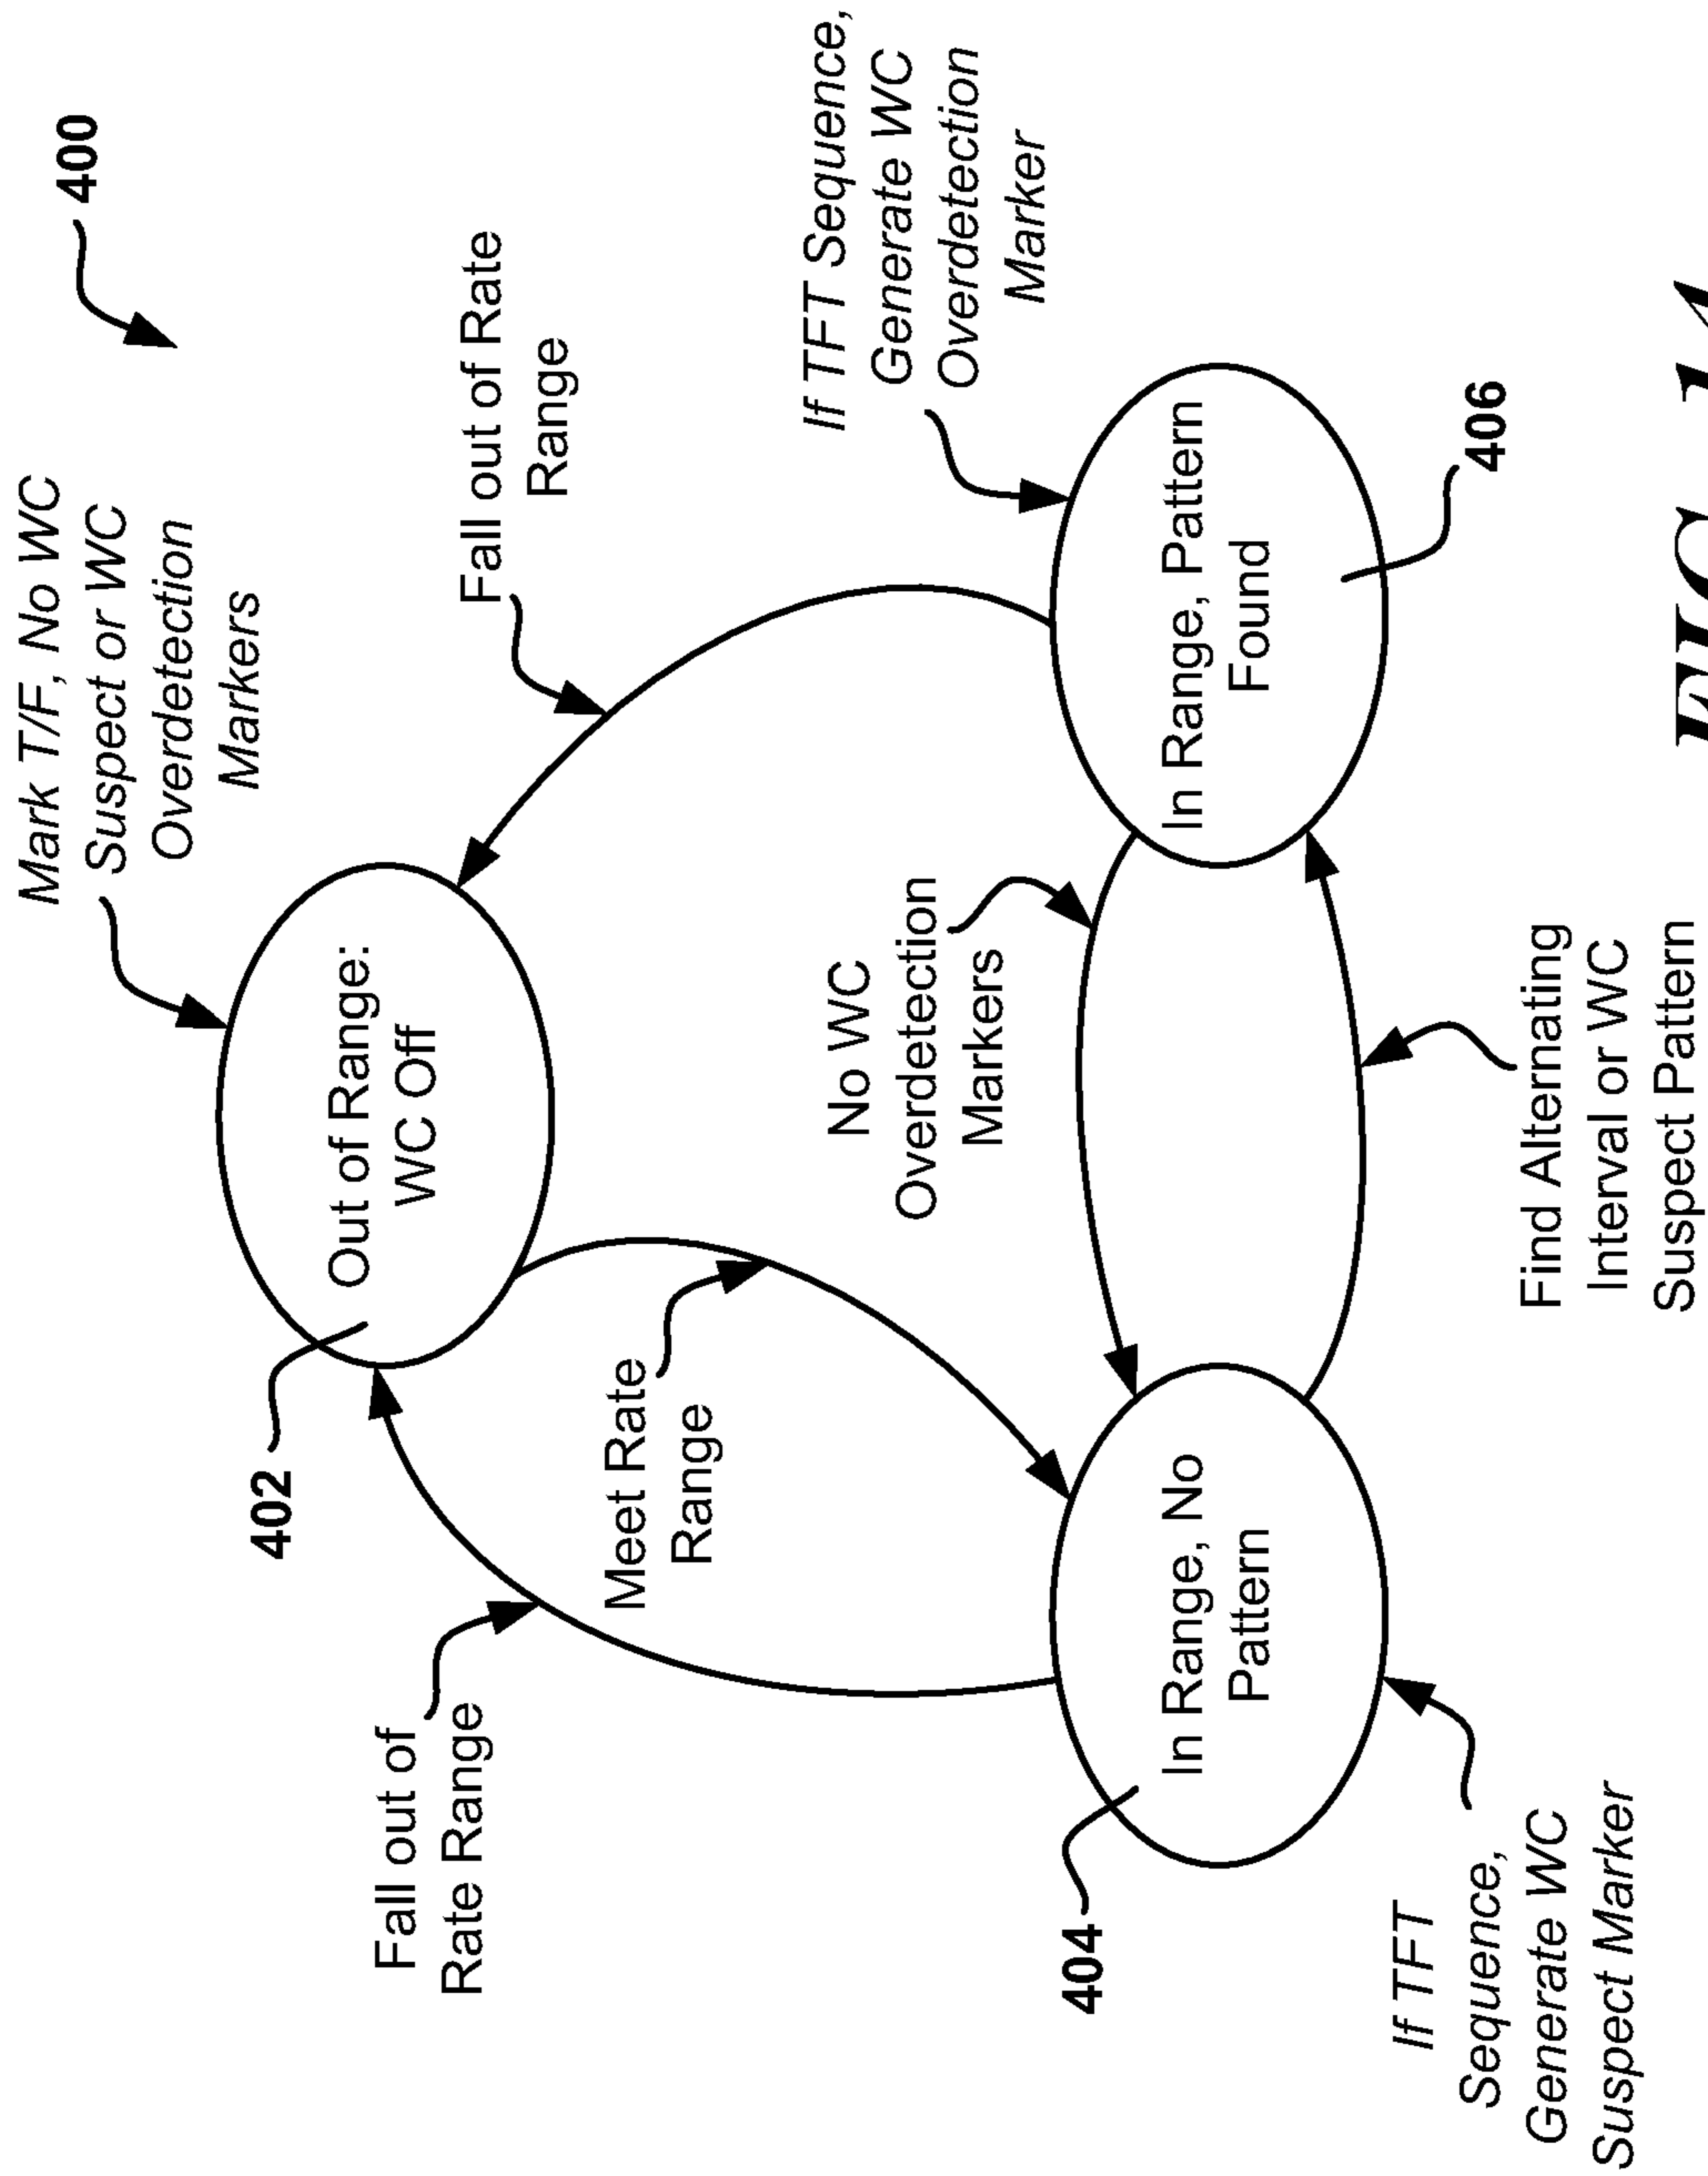 400
Mark T/F, No WC
Suspect or WC
Overdetection
Markers
402
Out of Range:
WC Off
Fall out of
Rate Range
Fall out of Rate
Range
Meet Rate
Range
If TFT Sequence,
Generate WC
Overdetection
Marker
No WC
Overdetection
Markers
404
In Range, No
Pattern
In Range, Pattern
Found
406
If TFT
Sequence,
Generate WC
Suspect Marker
Find Alternating
Interval or WC
Suspect Pattern